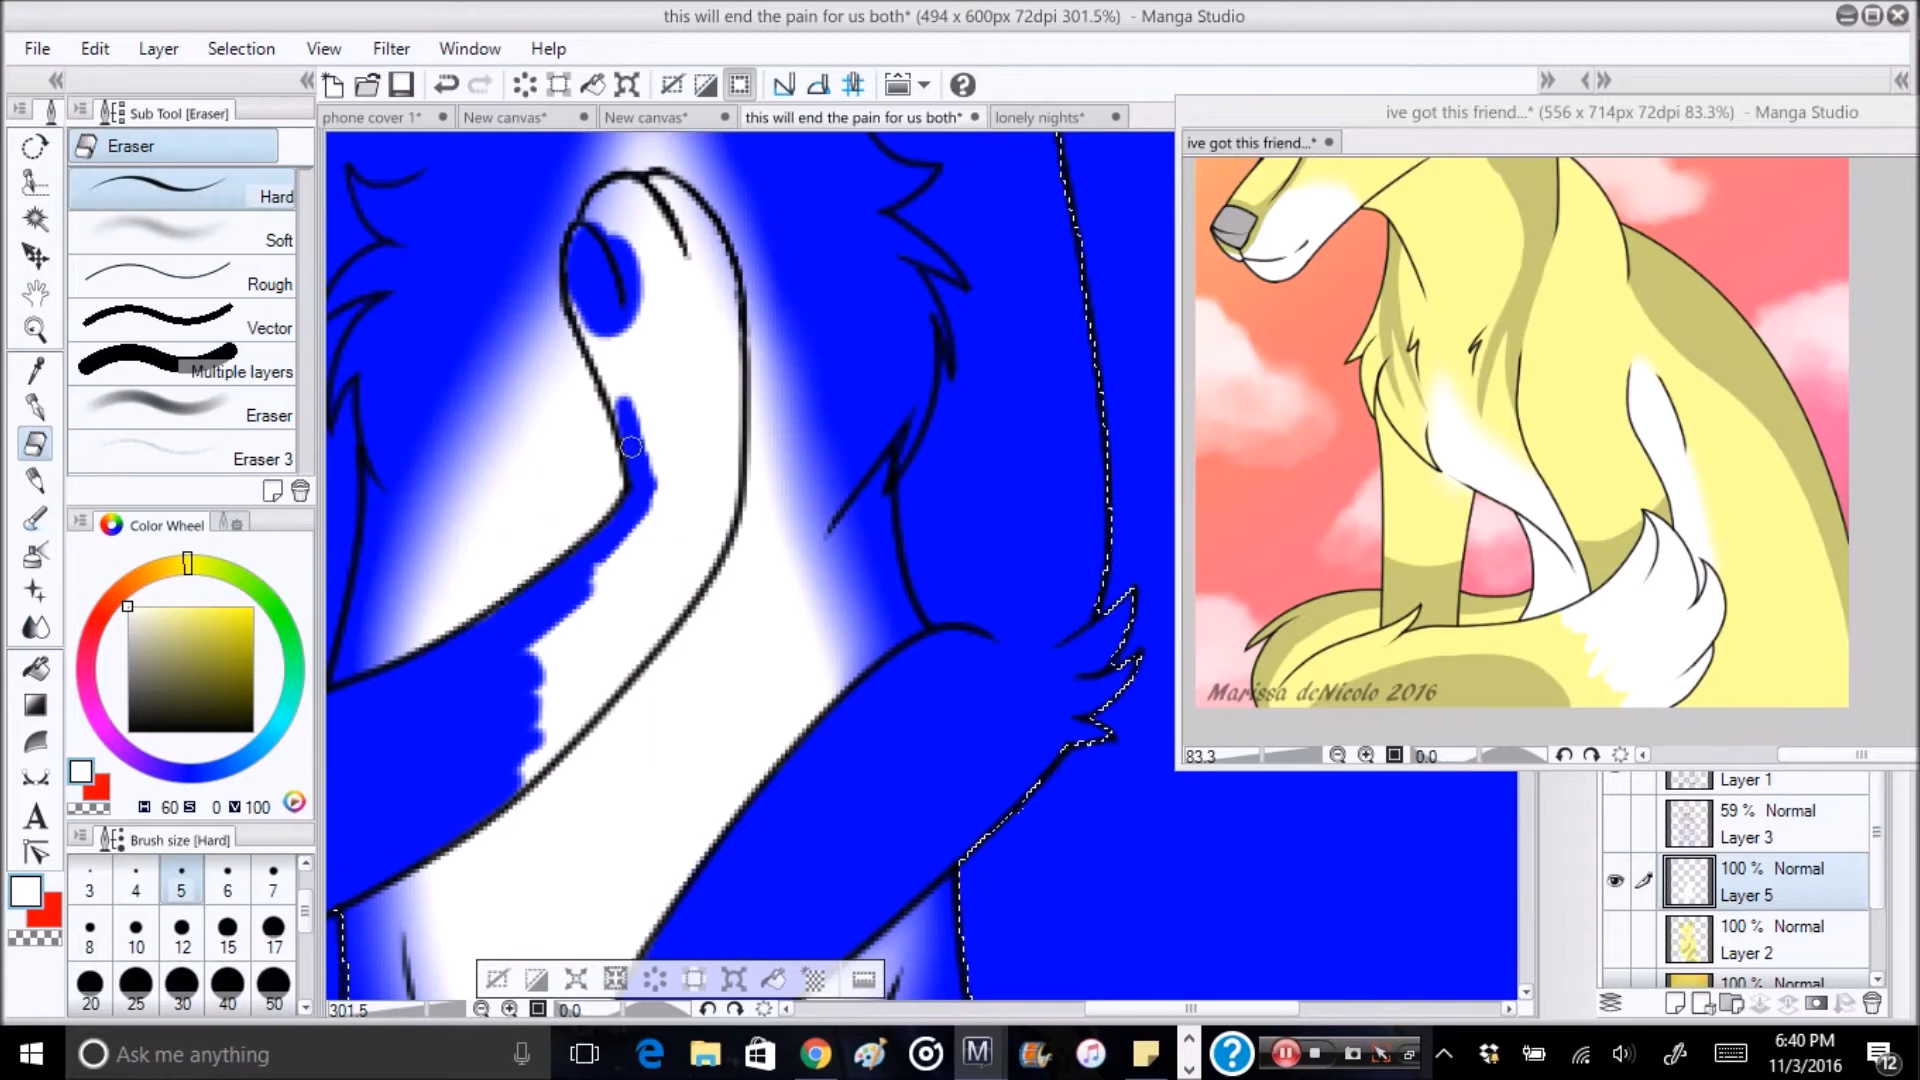 this will end the pain for us both* (494 x 600px 72dpi 301.5%) - Manga Studio
File Edit Layer Selection View Filter Window Help
Sub Tool [Eraser]
Eraser
Hard
Soft
Rough
Vector
Multiple layers
Eraser
Eraser 3
Color Wheel
H 60 S 0 V 100
Brush size [Hard]
3 4 5 6 7
8 10 12 15 17
20 25 30 40 50
phone cover 1* New canvas* New canvas* this will end the pain for us both* lonely nights*
ive got this friend...* (556 x 714px 72dpi 83.3%) - Manga Studio
ive got this friend...*
Marissa deNicolo 2016
83.3 0.0
Layer 1
59 % Normal
Layer 3
100 % Normal
Layer 5
100 % Normal
Layer 2
100 % Normal
301.5 0.0
Ask me anything
6:40 PM
11/3/2016
12